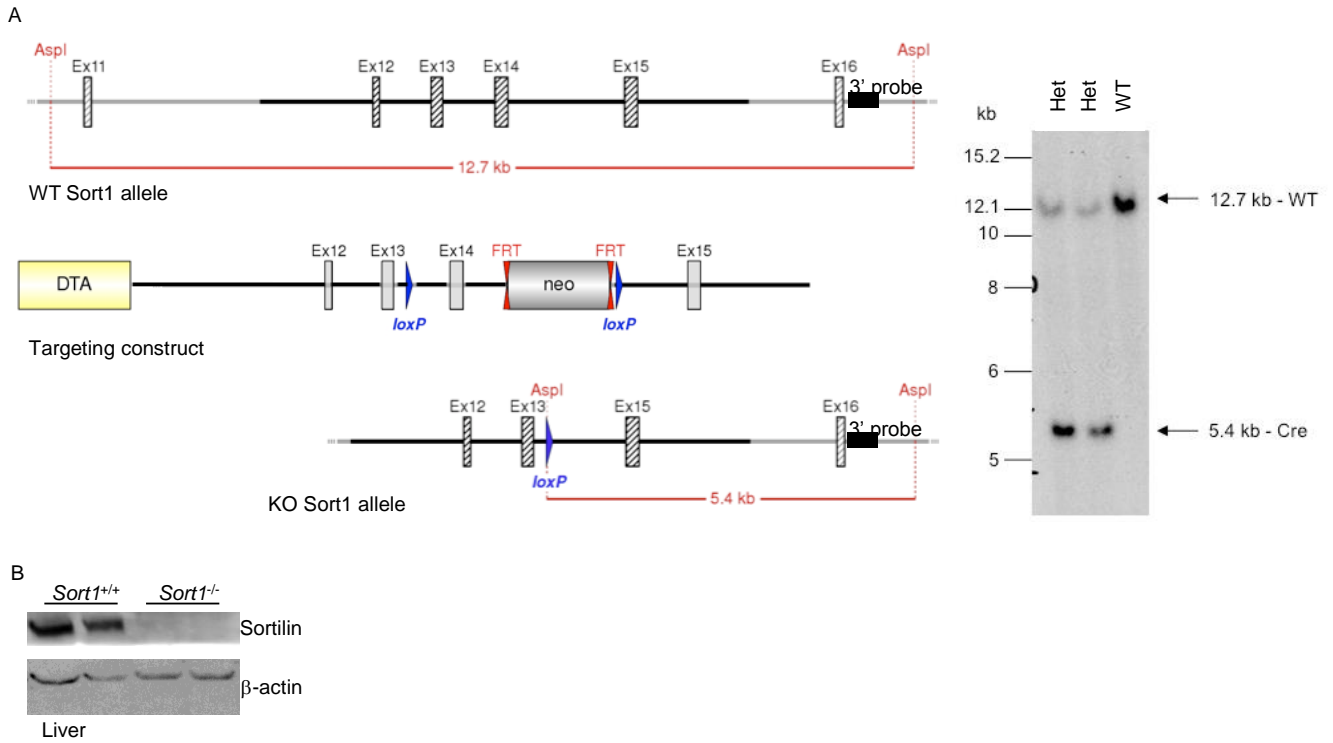 A
AspI
AspI
Ex11
Ex12
Ex13
Ex14
Ex15
Ex16
3' probe
12.7 kb
WT Sort1 allele
Ex12
Ex13
Ex14
FRT
FRT
Ex15
DTA
neo
loxP
loxP
Targeting construct
AspI
AspI
Ex12
Ex13
Ex15
Ex16
3' probe
loxP
5.4 kb
KO Sort1 allele
Het
Het
WT
kb
15.2
12.1
10
8
6
5
12.7 kb - WT
5.4 kb - Cre
B
Sort1+/+
Sort1-/-
Sortilin
β-actin
Liver